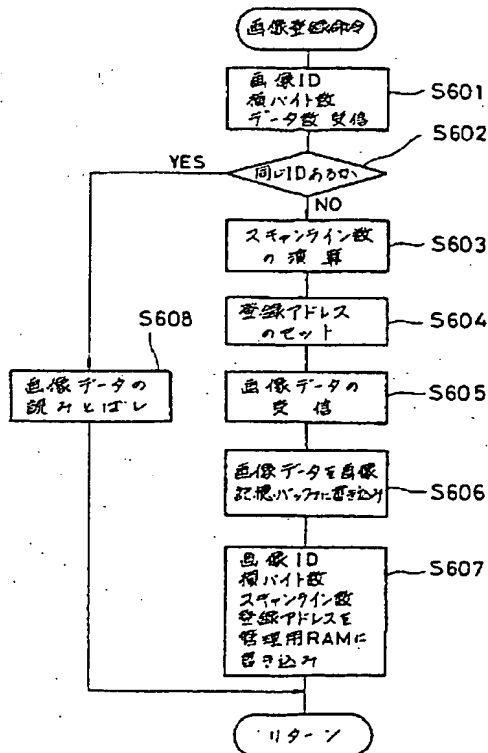 画像登録命令
画像ID
横バイト数
データ数 受信
S601
S602
同じIDあるか
YES
NO
スキャンライン数
の演算
S603
登録アドレス
のセット
S604
画像データの
受信
S605
画像データを画像
記憶バッファに書き込み
S606
画像ID
横バイト数
スキャンライン数
登録アドレスを
管理用RAMに
書き込み
S607
S608
画像データの
読みとばし
リターン